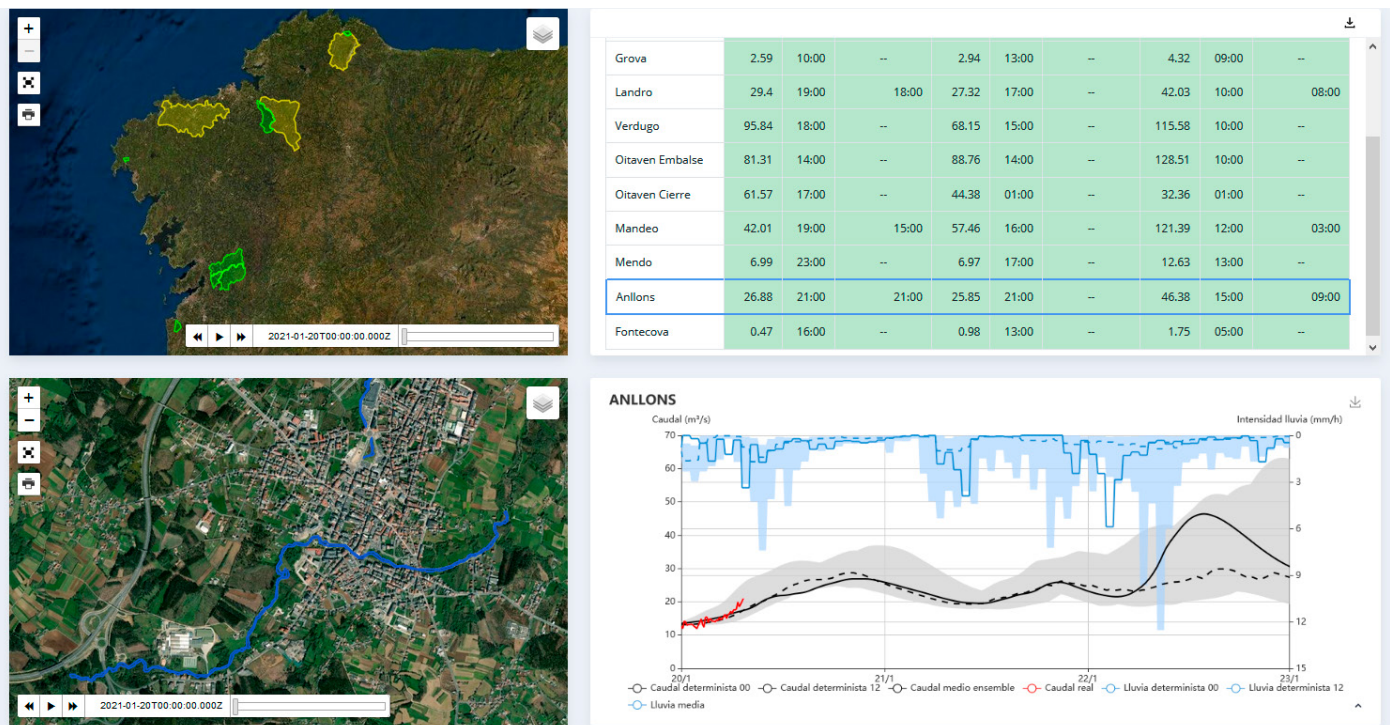 +
−
2021-01-20T00:00:00.000Z
Grova 2.59 10:00 -- 2.94 13:00 -- 4.32 09:00 --
Landro 29.4 19:00 18:00 27.32 17:00 -- 42.03 10:00 08:00
Verdugo 95.84 18:00 -- 68.15 15:00 -- 115.58 10:00 --
Oitaven Embalse 81.31 14:00 -- 88.76 14:00 -- 128.51 10:00 --
Oitaven Cierre 61.57 17:00 -- 44.38 01:00 -- 32.36 01:00 --
Mandeo 42.01 19:00 15:00 57.46 16:00 -- 121.39 12:00 03:00
Mendo 6.99 23:00 -- 6.97 17:00 -- 12.63 13:00 --
Anllons 26.88 21:00 21:00 25.85 21:00 -- 46.38 15:00 09:00
Fontecova 0.47 16:00 -- 0.98 13:00 -- 1.75 05:00 --
+
−
2021-01-20T00:00:00.000Z
ANLLONS
Caudal (m³/s) Intensidad lluvia (mm/h)
70 0
60
3
50
6
40
30
9
20
12
10
0 15
20/1 21/1 22/1 23/1
Caudal determinista 00 Caudal determinista 12 Caudal medio ensemble Caudal real Lluvia determinista 00 Lluvia determinista 12
Lluvia media